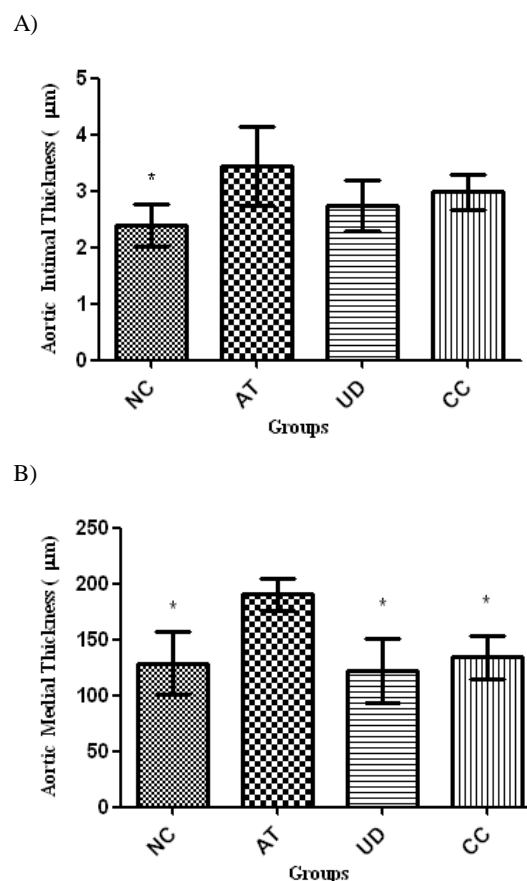 A)
5
4
3
2
1
0
Aortic Intimal Thickness ( μm)
*
NC
AT
UD
CC
Groups
B)
250
200
150
100
50
0
Aortic Medial Thickness ( μm)
*
*
*
NC
AT
UD
CC
Groups